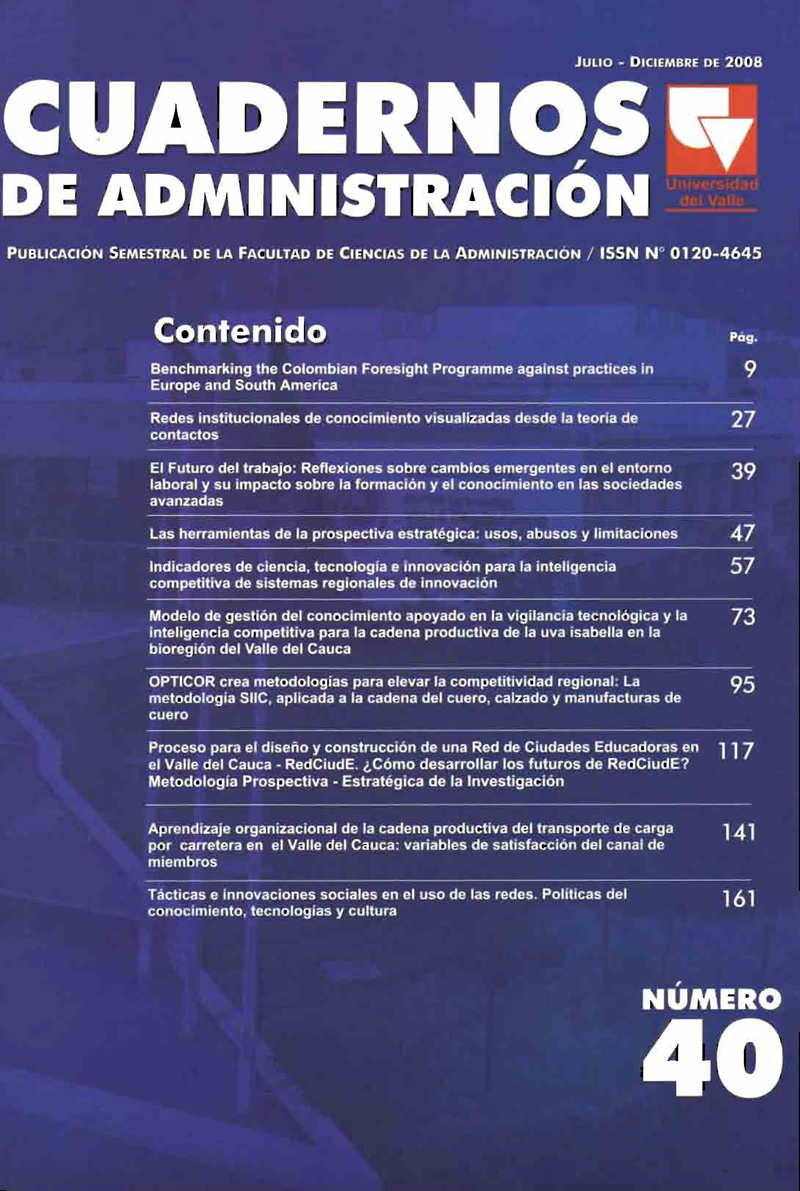 JULIO - DICIEMBRE DE 2008
CUADERNOS
DE ADMINISTRACIÓN
Universidad
del Valle
PUBLICACIÓN SEMESTRAL DE LA FACULTAD DE CIENCIAS DE LA ADMINISTRACIÓN / ISSN N° 0120-4645
Contenido
Pág.
Benchmarking the Colombian Foresight Programme against practices in 9
Europe and South America
Redes institucionales de conocimiento visualizadas desde la teoría de 27
contactos
El Futuro del trabajo: Reflexiones sobre cambios emergentes en el entorno 39
laboral y su impacto sobre la formación y el conocimiento en las sociedades
avanzadas
Las herramientas de la prospectiva estratégica: usos, abusos y limitaciones 47
Indicadores de ciencia, tecnología e innovación para la inteligencia 57
competitiva de sistemas regionales de innovación
Modelo de gestión del conocimiento apoyado en la vigilancia tecnológica y la 73
inteligencia competitiva para la cadena productiva de la uva isabella en la
bioregión del Valle del Cauca
OPTICOR crea metodologías para elevar la competitividad regional: La 95
metodología SIIC, aplicada a la cadena del cuero, calzado y manufacturas de
cuero
Proceso para el diseño y construcción de una Red de Ciudades Educadoras en 117
el Valle del Cauca - RedCiudE. ¿Cómo desarrollar los futuros de RedCiudE?
Metodología Prospectiva - Estratégica de la Investigación
Aprendizaje organizacional de la cadena productiva del transporte de carga 141
por carretera en el Valle del Cauca: variables de satisfacción del canal de
miembros
Tácticas e innovaciones sociales en el uso de las redes. Políticas del 161
conocimiento, tecnologías y cultura
NÚMERO
40